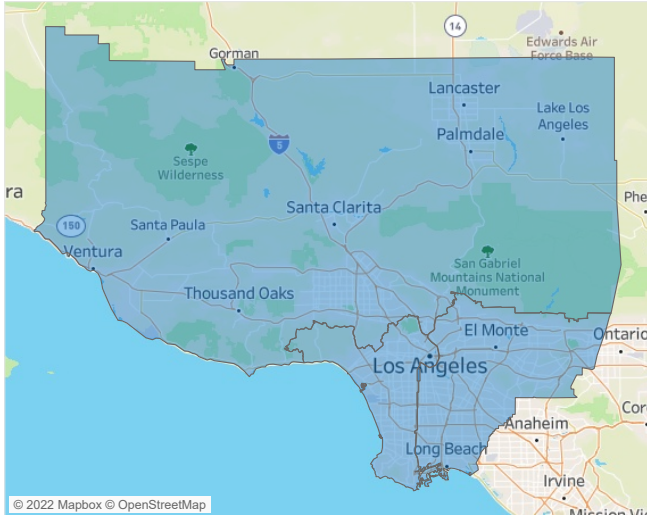 14
Edwards Air
Force Base
Gorman
Lancaster
Lake Los
Angeles
Palmdale
5
Sespe
Wilderness
ra
Phe
Santa Clarita
150
Santa Paula
Ventura
San Gabriel
Mountains National
Monument
Thousand Oaks
El Monte
Ontario
Los Angeles
Cor
Anaheim
Long Beach
Irvine
© 2022 Mapbox © OpenStreetMap
Mission Vi